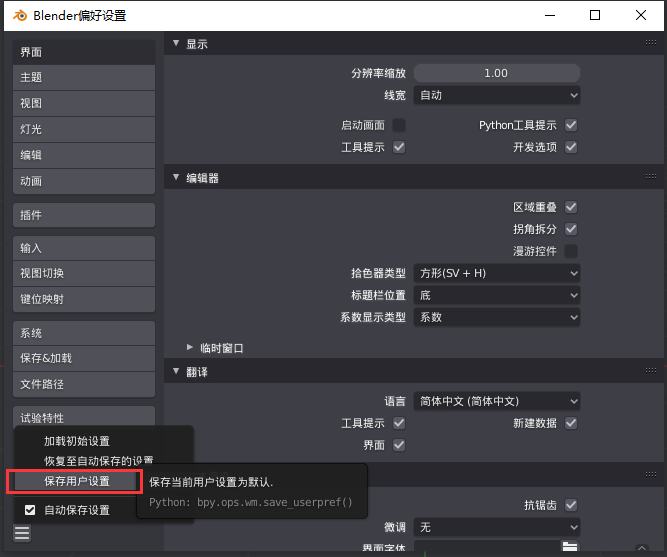 Blender偏好设置
界面
主题
视图
灯光
编辑
动画
插件
输入
视图切换
键位映射
系统
保存&加载
文件路径
试验特性
加载初始设置
恢复至自动保存的设置
保存用户设置
自动保存设置
显示
分辨率缩放 1.00
线宽 自动
启动画面 Python工具提示
工具提示 开发选项
编辑器
区域重叠
拐角拆分
漫游控件
拾色器类型 方形(SV + H)
标题栏位置 底
系数显示类型 系数
临时窗口
翻译
语言 简体中文 (简体中文)
工具提示 新建数据
界面
保存当前用户设置为默认.
Python: bpy.ops.wm.save_userpref()
抗锯齿
微调 无
界面字体